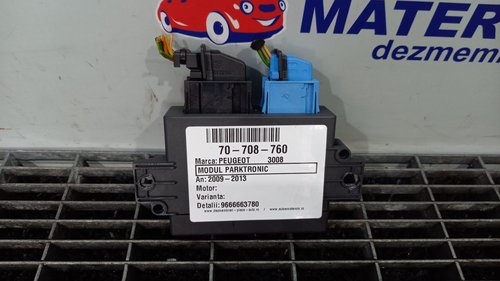 MATER
dezmem
70-708-760
Marca: PEUGEOT 3008
MODUL PARKTRONIC
An: 2009-2013
Motor:
Varianta:
Detalii: 9666663780